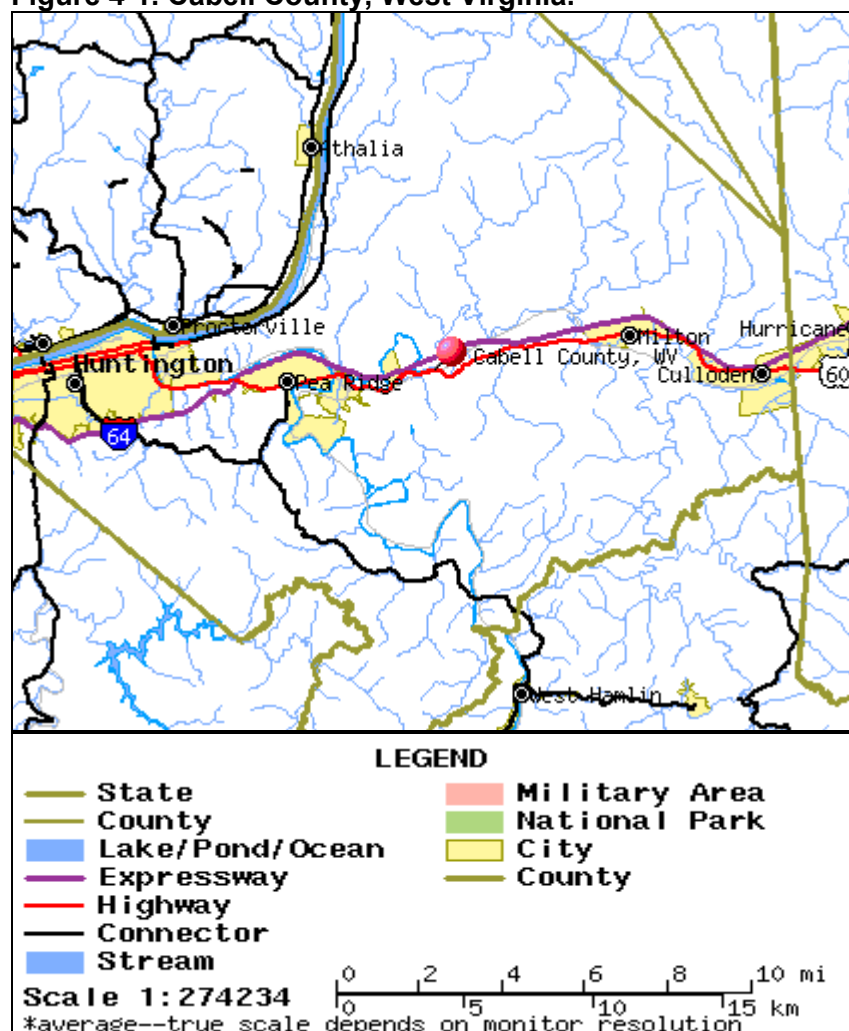 Figure 4-1. Cabell County, West Virginia.
Athalia
Proctorville
Huntington
Pea Ridge
Cabell County, WV
Milton
Hurricane
Culloden
60
64
West Hamlin
LEGEND
State
County
Lake/Pond/Ocean
Expressway
Highway
Connector
Stream
Military Area
National Park
City
County
Scale 1:274234
0 2 4 6 8 10 mi
0 5 10 15 km
*average--true scale depends on monitor resolution